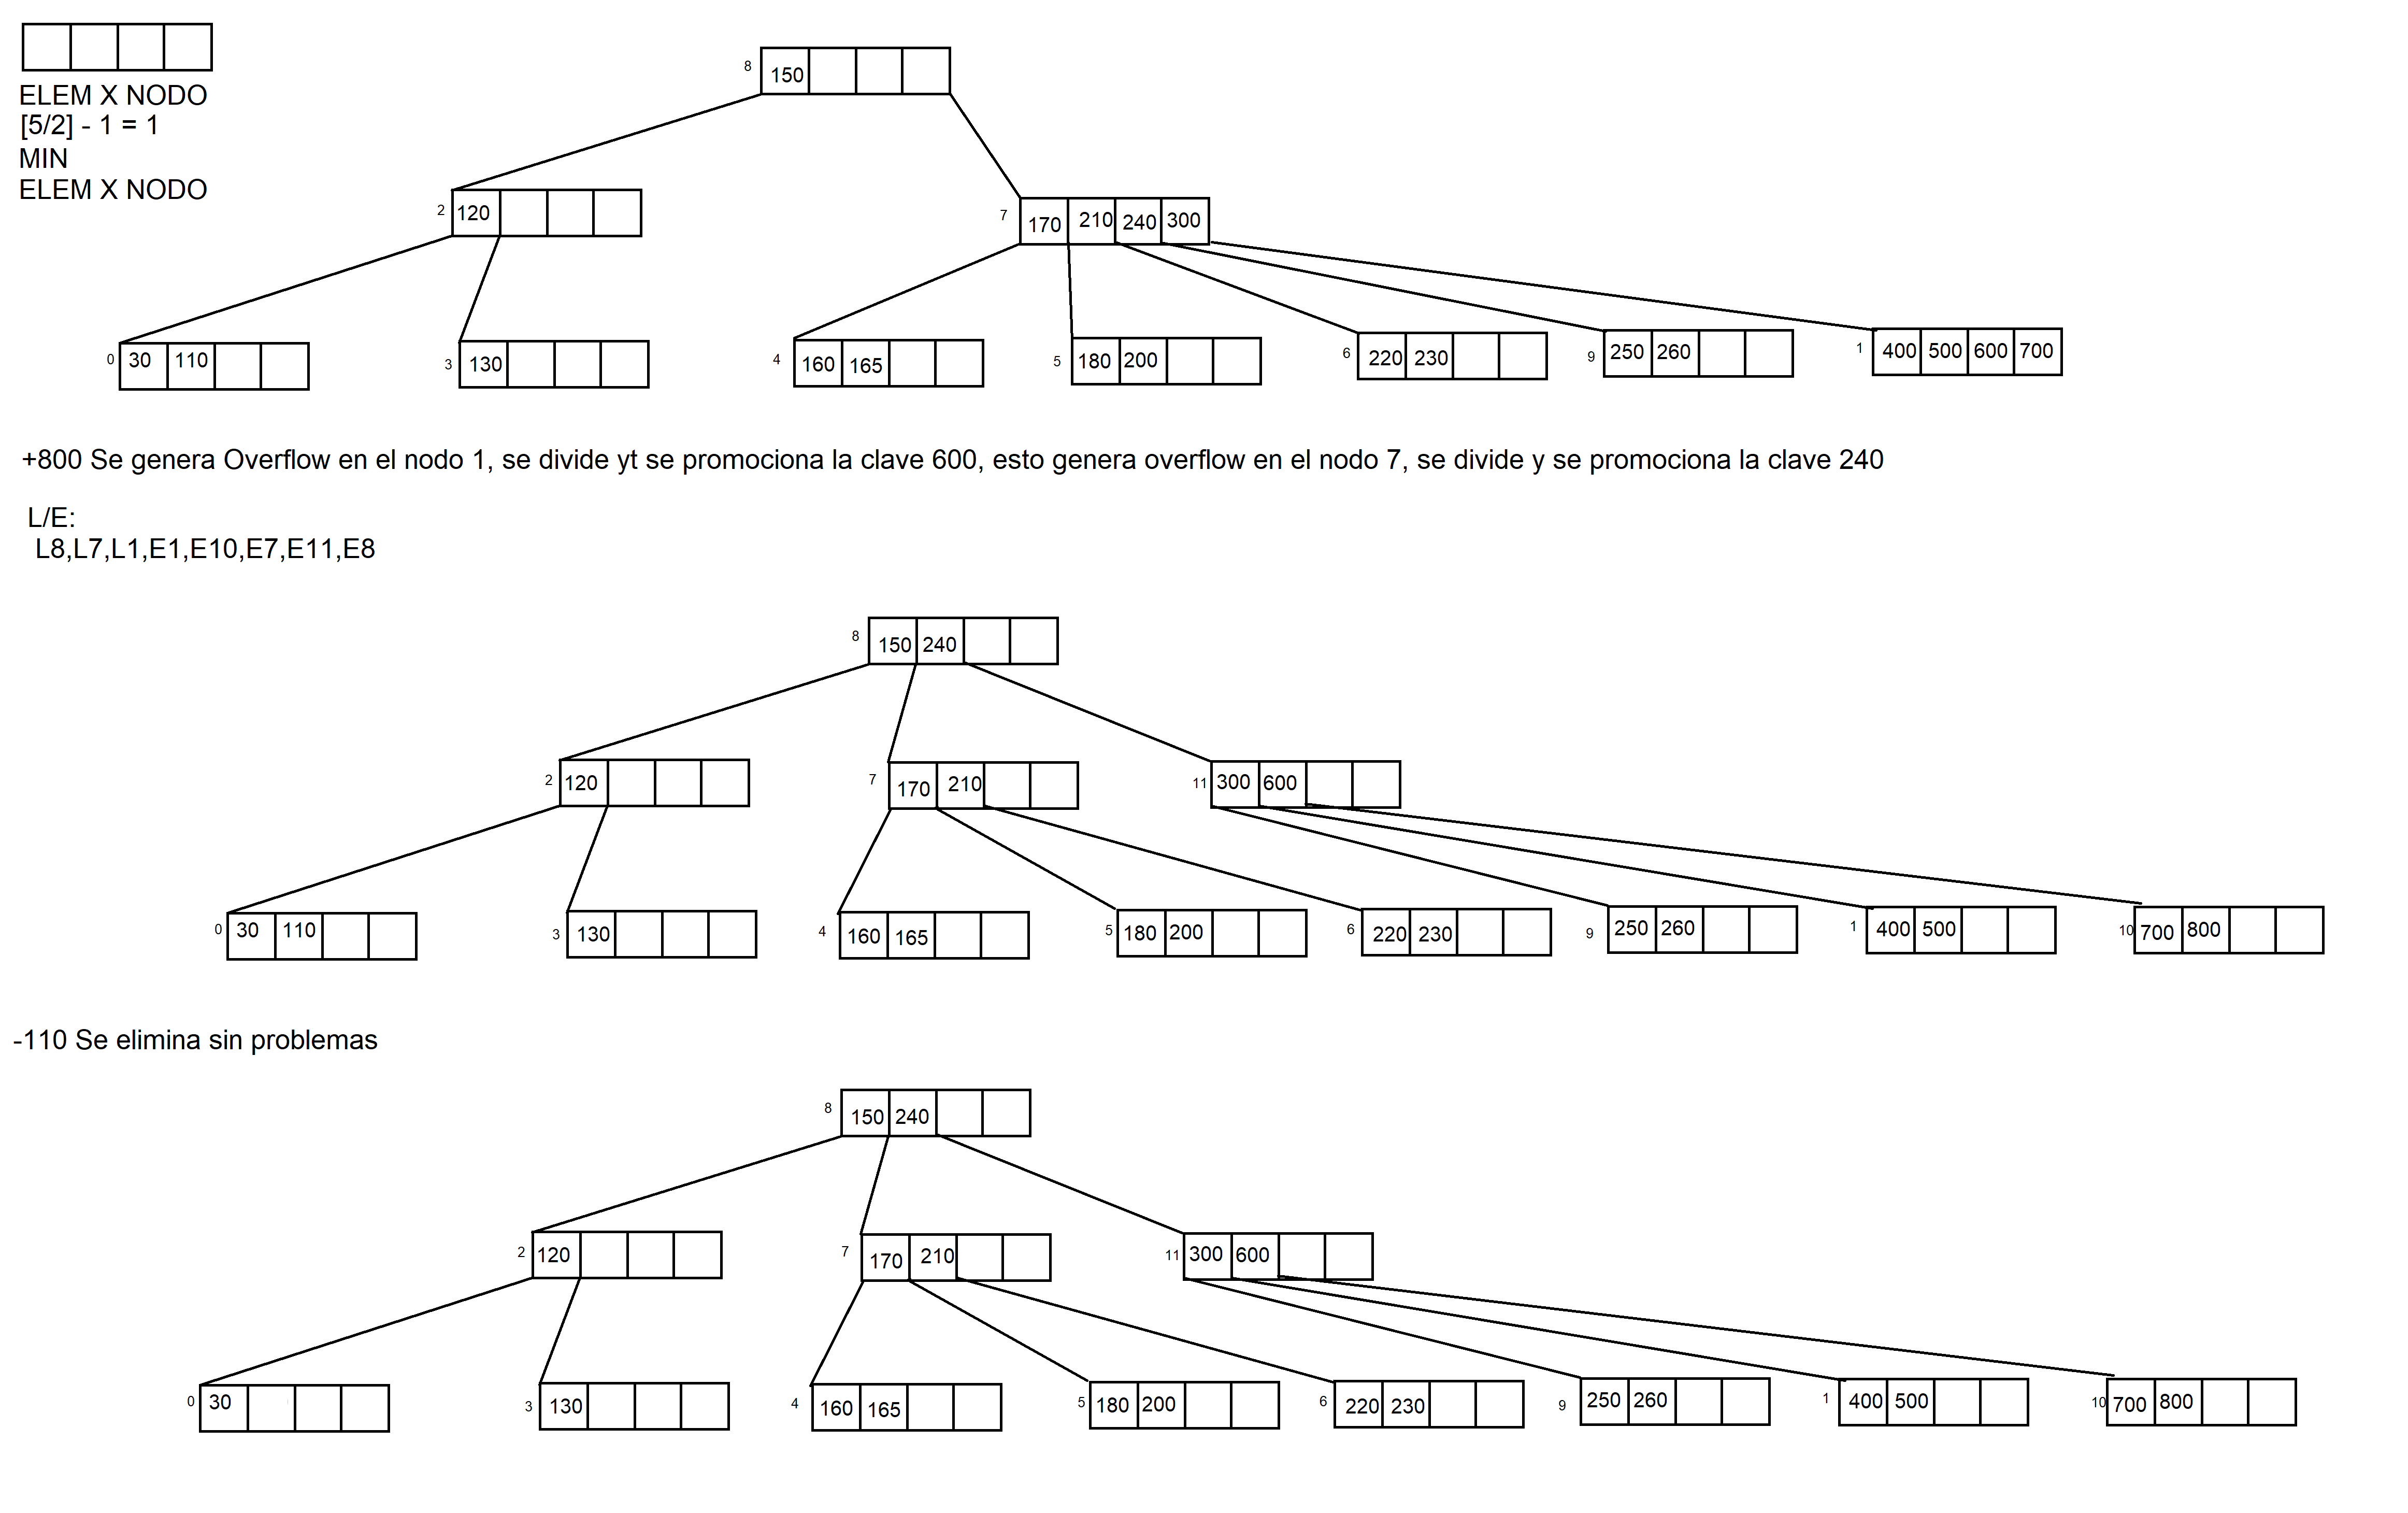 ELEM X NODO
[5/2] - 1 = 1
MIN
ELEM X NODO
8 150
2 120
7 170 210 240 300
0 30 110
3 130
4 160 165
5 180 200
6 220 230
9 250 260
1 400 500 600 700
+800 Se genera Overflow en el nodo 1, se divide yt se promociona la clave 600, esto genera overflow en el nodo 7, se divide y se promociona la clave 240
L/E:
L8,L7,L1,E1,E10,E7,E11,E8
8 150 240
2 120
7 170 210
11 300 600
0 30 110
3 130
4 160 165
5 180 200
6 220 230
9 250 260
1 400 500
10 700 800
-110 Se elimina sin problemas
8 150 240
2 120
7 170 210
11 300 600
0 30
3 130
4 160 165
5 180 200
6 220 230
9 250 260
1 400 500
10 700 800